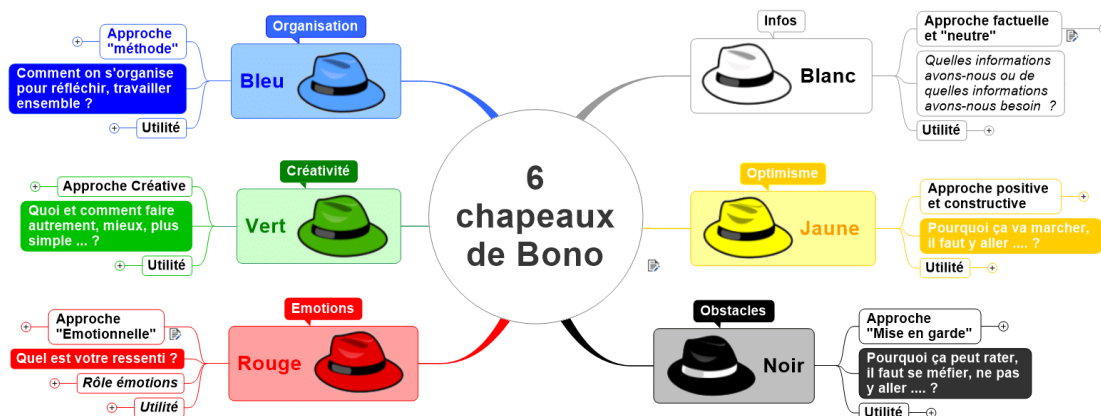 6
chapeaux
de Bono
Organisation
Bleu
Approche
"méthode"
Comment on s'organise
pour réfléchir, travailler
ensemble ?
Utilité
Créativité
Vert
Approche Créative
Quoi et comment faire
autrement, mieux, plus
simple ... ?
Utilité
Emotions
Rouge
Approche
"Emotionnelle"
Quel est votre ressenti ?
Rôle émotions
Utilité
Infos
Blanc
Approche factuelle
et "neutre"
Quelles informations
avons-nous ou de
quelles informations
avons-nous besoin ?
Utilité
Optimisme
Jaune
Approche positive
et constructive
Pourquoi ça va marcher,
il faut y aller .... ?
Utilité
Obstacles
Noir
Approche
"Mise en garde"
Pourquoi ça peut rater,
il faut se méfier, ne pas
y aller .... ?
Utilité